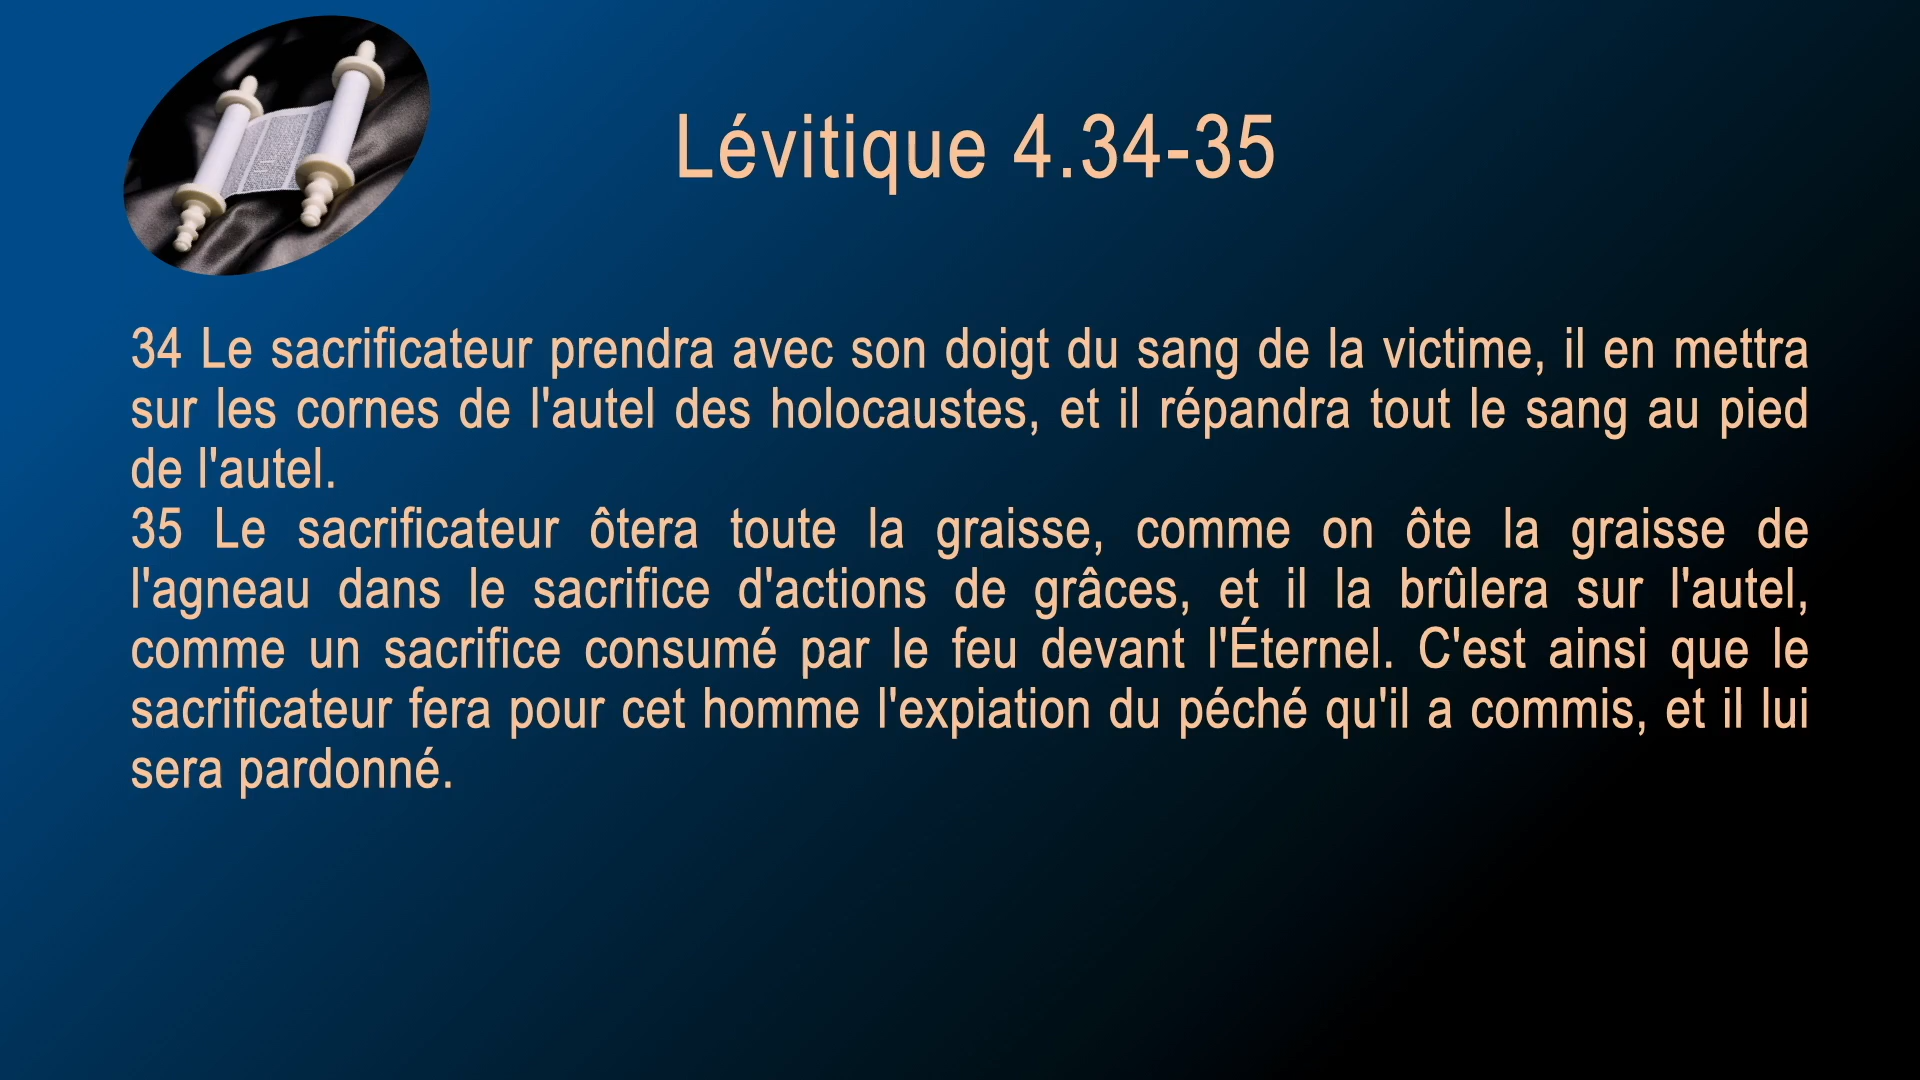 Lévitique 4.34-35
34 Le sacrificateur prendra avec son doigt du sang de la victime, il en mettra
sur les cornes de l'autel des holocaustes, et il répandra tout le sang au pied
de l'autel.
35 Le sacrificateur ôtera toute la graisse, comme on ôte la graisse de
l'agneau dans le sacrifice d'actions de grâces, et il la brûlera sur l'autel,
comme un sacrifice consumé par le feu devant l'Éternel. C'est ainsi que le
sacrificateur fera pour cet homme l'expiation du péché qu'il a commis, et il lui
sera pardonné.